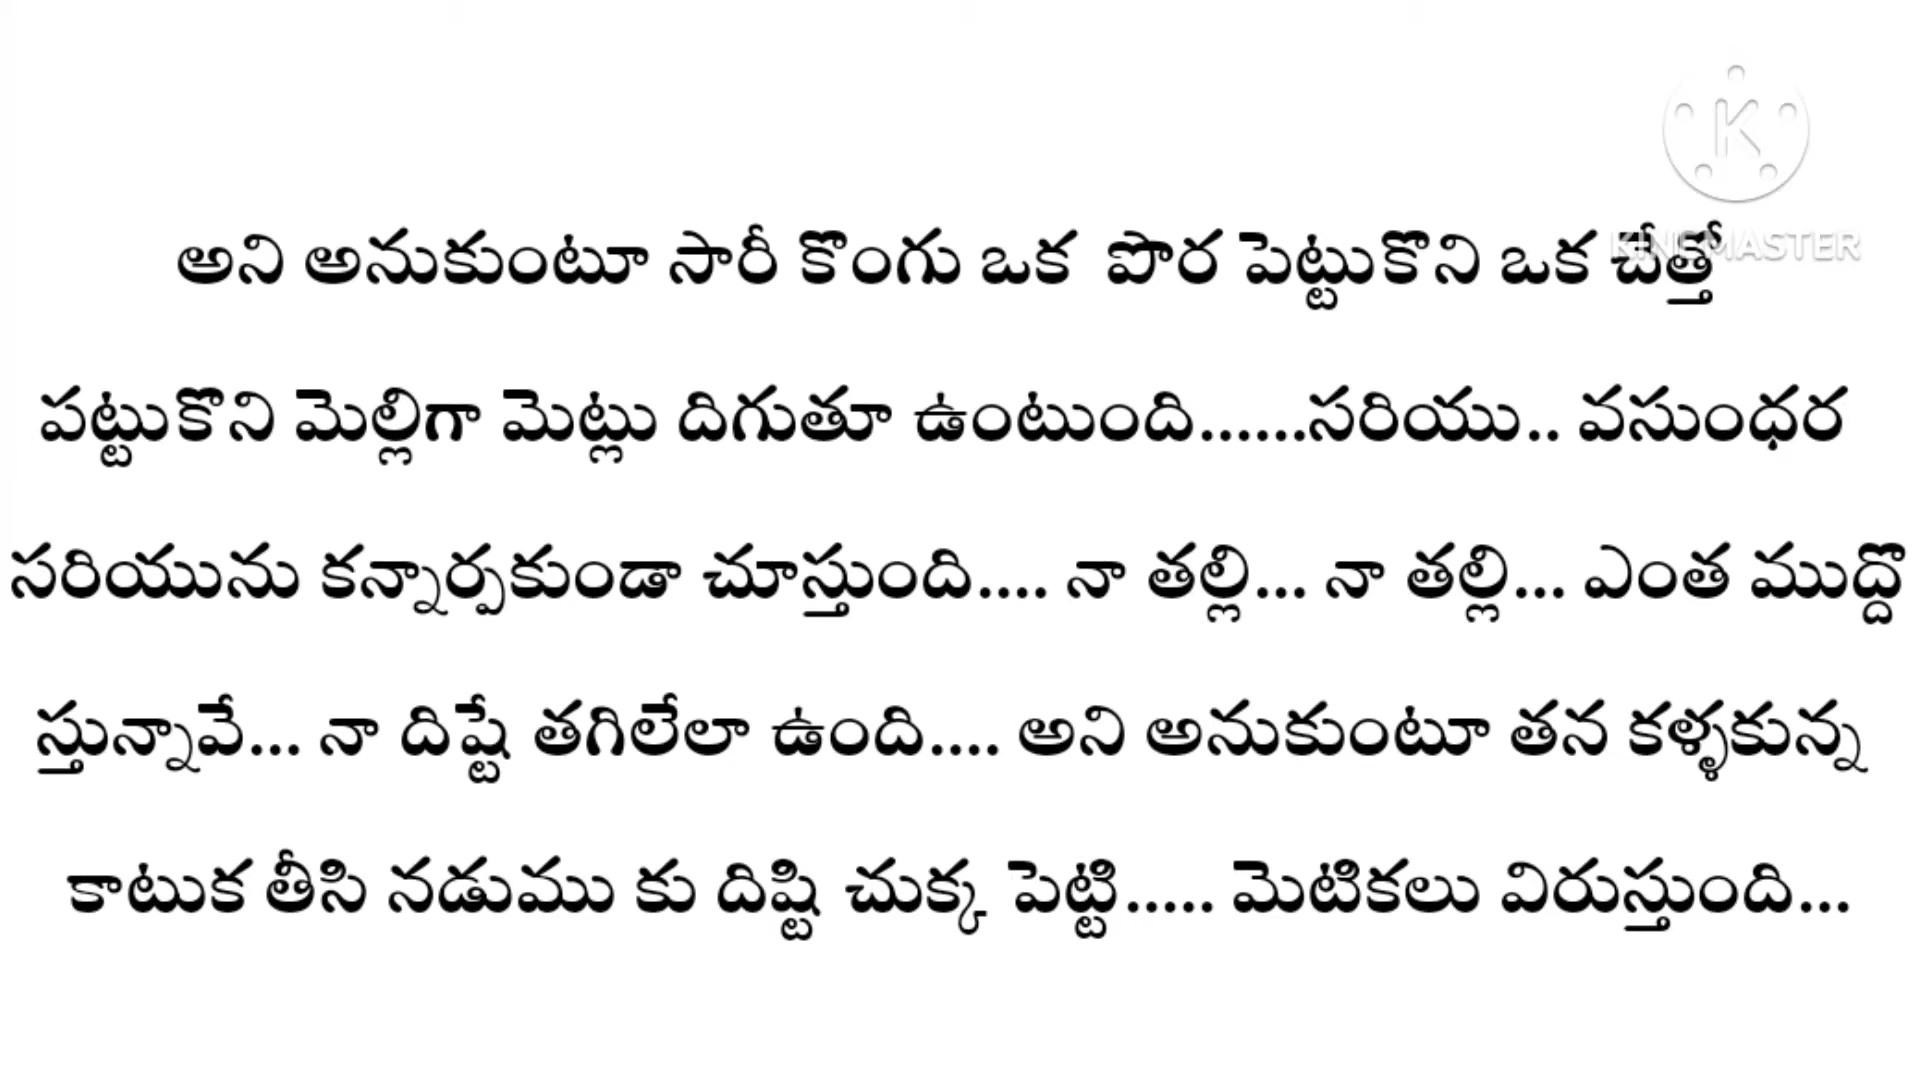 KINEMASTER
అని అనుకుంటూ సారీ కొంగు ఒక పొర పెట్టుకొని ఒక చేత్తో
పట్టుకొని మెల్లిగా మెట్లు దిగుతూ ఉంటుంది......సరియు.. వసుంధర
సరియును కన్నార్పకుండా చూస్తుంది.... నా తల్లి... నా తల్లి... ఎంత ముద్దొ
స్తున్నావే... నా దిష్టే తగిలేలా ఉంది.... అని అనుకుంటూ తన కళ్ళకున్న
కాటుక తీసి నడుము కు దిష్టి చుక్క పెట్టి..... మెటికలు విరుస్తుంది...